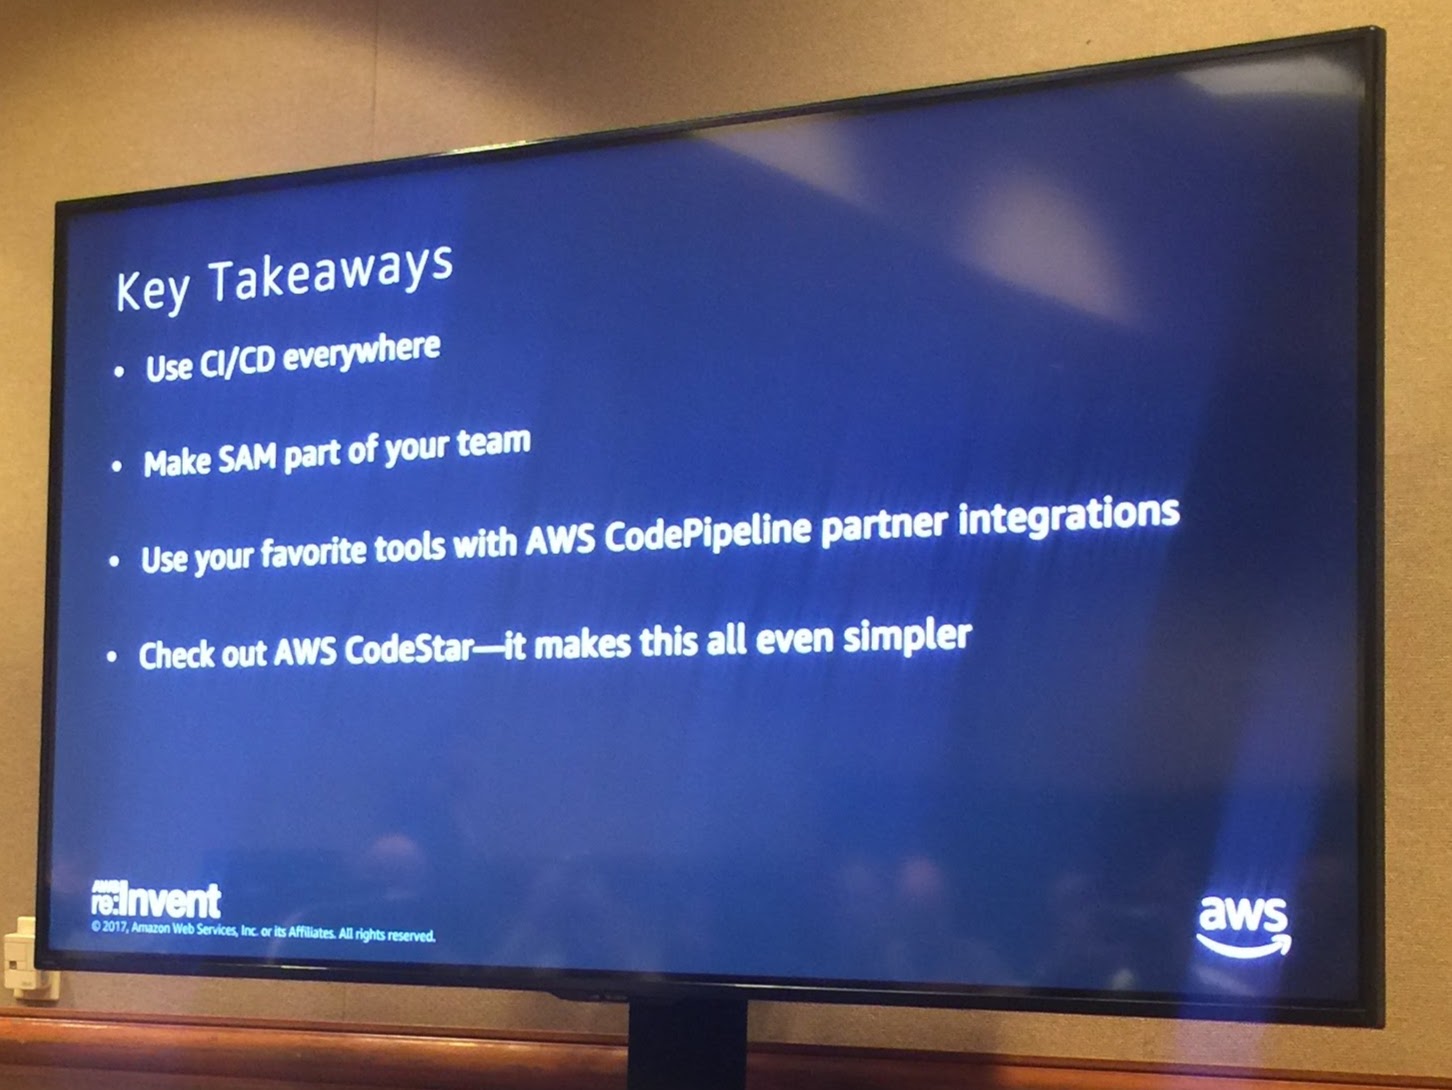 Key Takeaways
• Use CI/CD everywhere
• Make SAM part of your team
• Use your favorite tools with AWS CodePipeline partner integrations
• Check out AWS CodeStar—it makes this all even simpler
AWS
re:Invent
© 2017, Amazon Web Services, Inc. or its Affiliates. All rights reserved.
aws